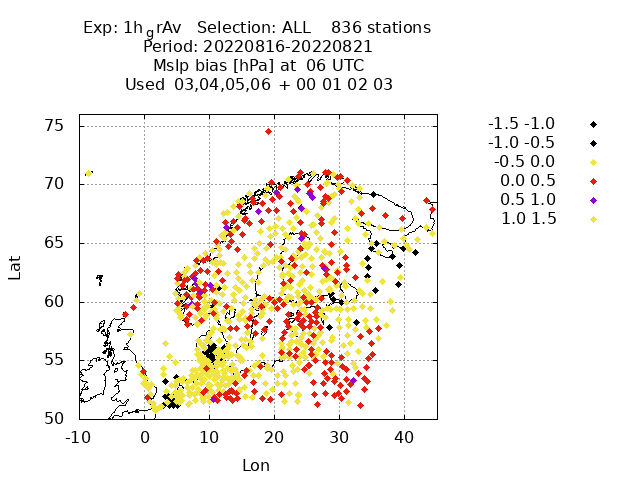 Exp: 1h_grAv   Selection: ALL    836 stations
Period: 20220816-20220821
Mslp bias [hPa] at  06 UTC
Used  03,04,05,06  + 00 01 02 03
75
70
65
60
55
50
-10 0 10 20 30 40
Lat
Lon
-1.5 -1.0
-1.0 -0.5
-0.5 0.0
0.0 0.5
0.5 1.0
1.0 1.5